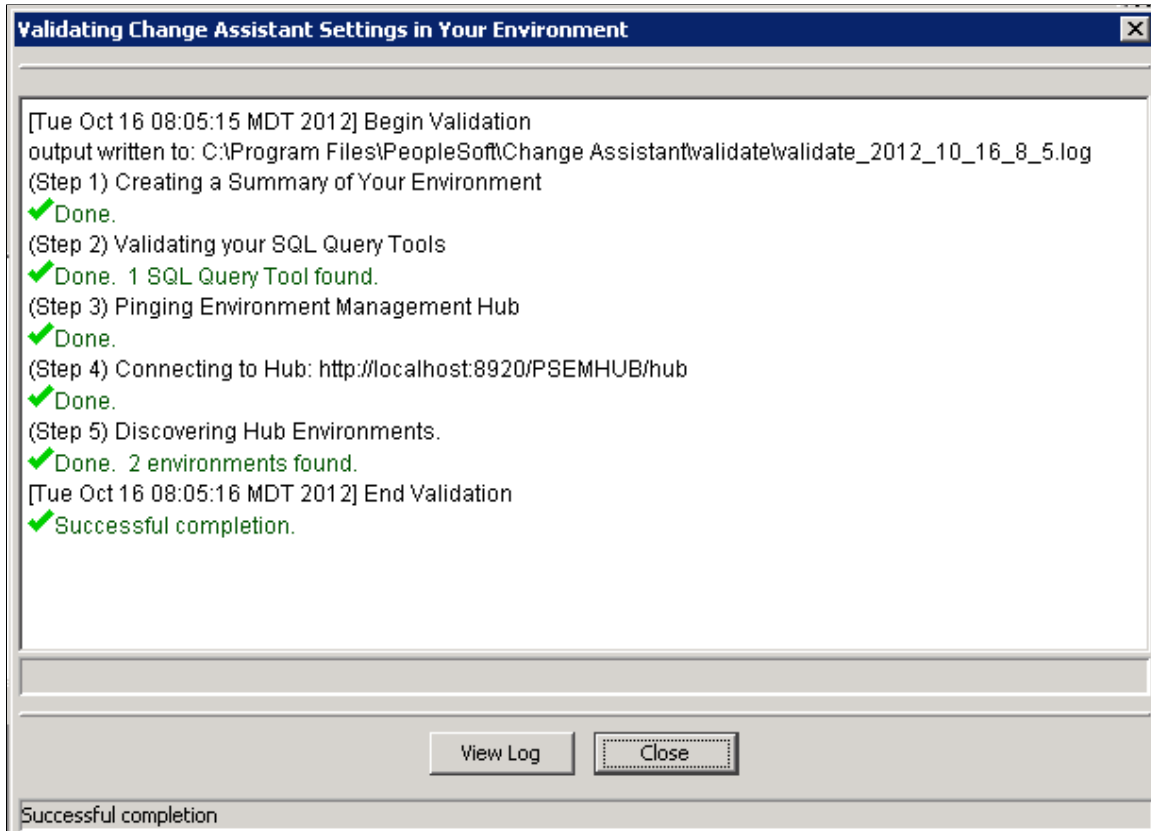 Validating Change Assistant Settings in Your Environment
[Tue Oct 16 08:05:15 MDT 2012] Begin Validation
output written to: C:\Program Files\PeopleSoft\Change Assistant\validate\validate_2012_10_16_8_5.log
(Step 1) Creating a Summary of Your Environment
Done.
(Step 2) Validating your SQL Query Tools
Done.  1 SQL Query Tool found.
(Step 3) Pinging Environment Management Hub
Done.
(Step 4) Connecting to Hub: http://localhost:8920/PSEMHUB/hub
Done.
(Step 5) Discovering Hub Environments.
Done.  2 environments found.
[Tue Oct 16 08:05:16 MDT 2012] End Validation
Successful completion.
View Log
Close
Successful completion